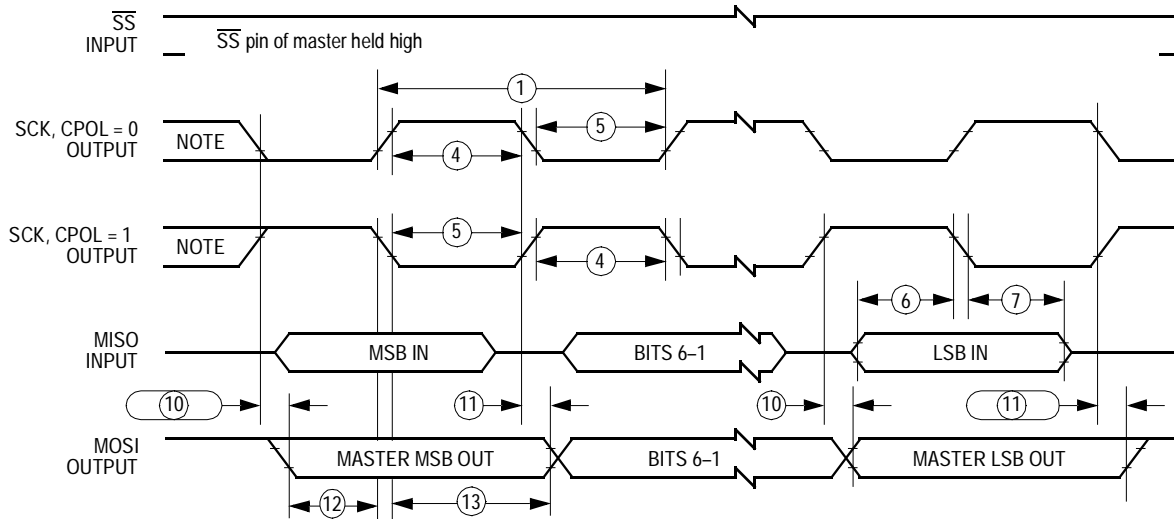 SS
INPUT
SS pin of master held high
1
SCK, CPOL = 0
OUTPUT
NOTE
4
5
SCK, CPOL = 1
OUTPUT
NOTE
5
4
6
7
MISO
INPUT
MSB IN
BITS 6–1
LSB IN
10
11
10
11
MOSI
OUTPUT
MASTER MSB OUT
BITS 6–1
MASTER LSB OUT
12
13